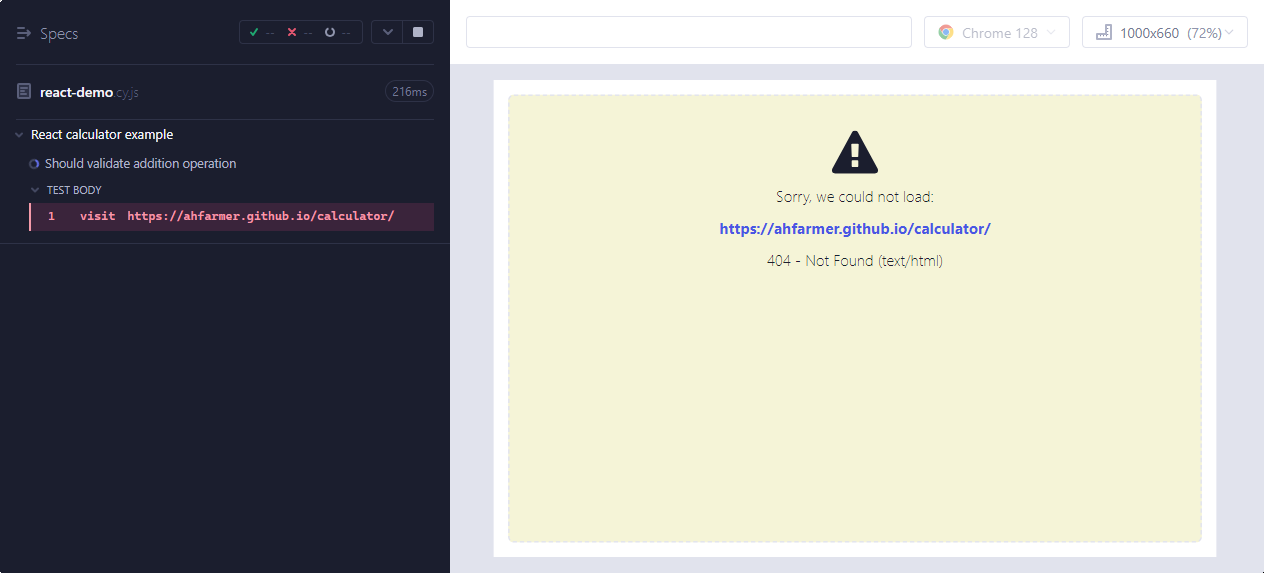 Specs
--
--
--
Chrome 128
1000x660 (72%)
react-demo.cy.js
216ms
React calculator example
Should validate addition operation
TEST BODY
1 visit https://ahfarmer.github.io/calculator/
Sorry, we could not load:
https://ahfarmer.github.io/calculator/
404 - Not Found (text/html)